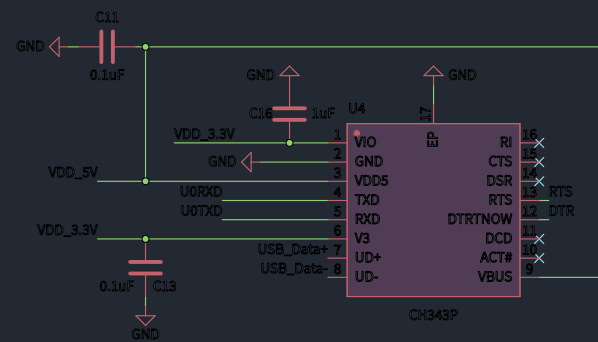 C11
GND
0.1uF
GND
GND
C16
1uF
U4
17
EP
VDD_3.3V
1
VIO
RI
16
GND
2
GND
CTS
15
VDD_5V
3
VDD5
DSR
14
U0RXD
4
TXD
RTS
13
RTS
U0TXD
5
RXD
DTRTNOW
12
DTR
VDD_3.3V
6
V3
DCD
11
USB_Data+
7
UD+
ACT#
10
USB_Data-
8
UD-
VBUS
9
0.1uF
C13
CH343P
GND